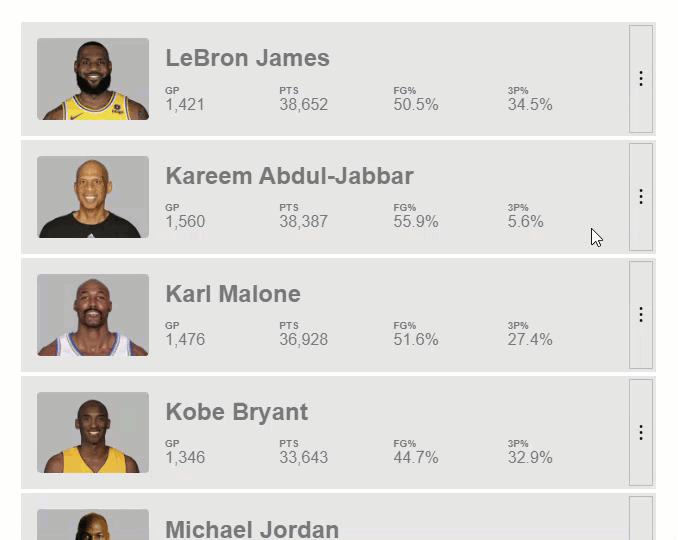 LeBron James
GP PTS FG% 3P%
1,421 38,652 50.5% 34.5%
Kareem Abdul-Jabbar
GP PTS FG% 3P%
1,560 38,387 55.9% 5.6%
Karl Malone
GP PTS FG% 3P%
1,476 36,928 51.6% 27.4%
Kobe Bryant
GP PTS FG% 3P%
1,346 33,643 44.7% 32.9%
Michael Jordan